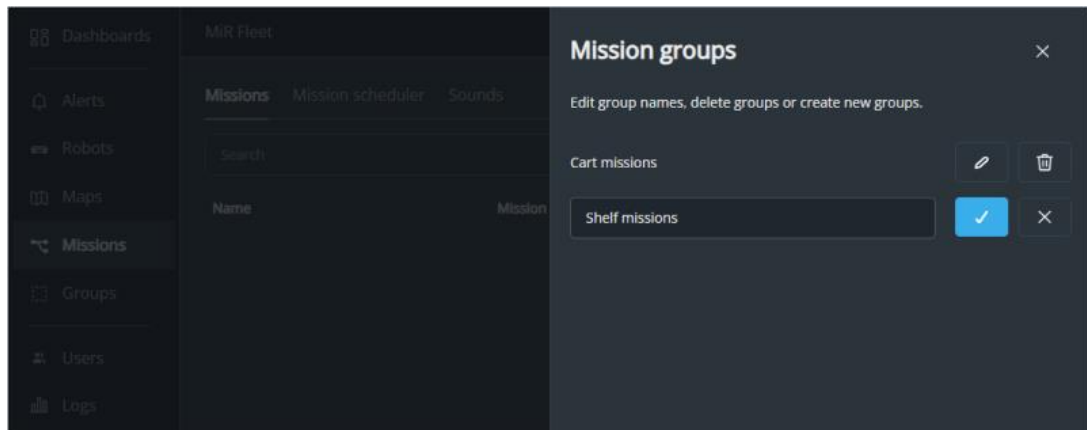 Dashboards
Alerts
Robots
Maps
Missions
Groups
Users
Logs
MiR Fleet
Missions Mission scheduler Sounds
Search
Name Mission
Mission groups
Edit group names, delete groups or create new groups.
Cart missions
Shelf missions